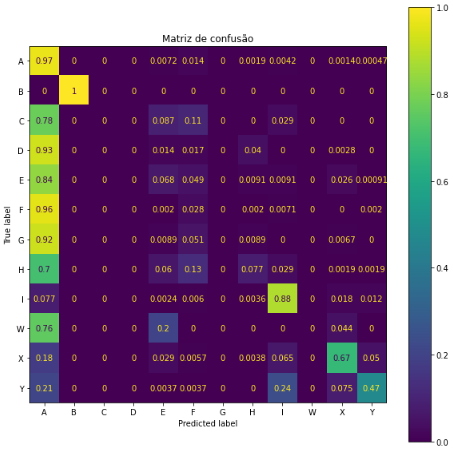 Matriz de confusão
1.0
A 0.97 0 0 0 0.0072 0.014 0 0.0019 0.0042 0 0.0014 0.00047
B 0 1 0 0 0 0 0 0 0 0 0 0
0.8
C 0.78 0 0 0 0.087 0.11 0 0 0.029 0 0 0
D 0.93 0 0 0 0.014 0.017 0 0.04 0 0 0.0028 0
E 0.84 0 0 0 0.068 0.049 0 0.0091 0.0091 0 0.026 0.00091
0.6
F 0.96 0 0 0 0.002 0.028 0 0.002 0.0071 0 0 0.002
True label
G 0.92 0 0 0 0.0089 0.051 0 0.0089 0 0 0.0067 0
0.4
H 0.7 0 0 0 0.06 0.13 0 0.077 0.029 0 0.0019 0.0019
I 0.077 0 0 0 0.0024 0.006 0 0.0036 0.88 0 0.018 0.012
W 0.76 0 0 0 0.2 0 0 0 0 0 0.044 0
0.2
X 0.18 0 0 0 0.029 0.0057 0 0.0038 0.065 0 0.67 0.05
Y 0.21 0 0 0 0.0037 0.0037 0 0 0.24 0 0.075 0.47
A B C D E F G H I W X Y
Predicted label
0.0